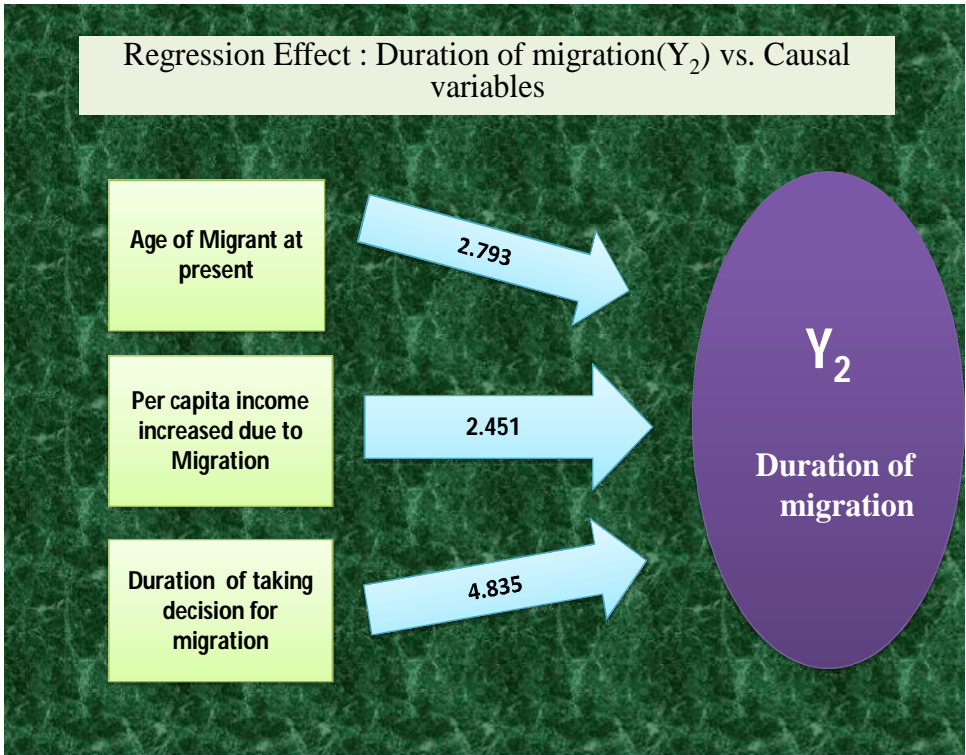 Regression Effect : Duration of migration(Y₂) vs. Causal
variables
Age of Migrant at
present
2.793
Per capita income
increased due to
Migration
2.451
Duration of taking
decision for
migration
4.835
Y₂
Duration of
migration